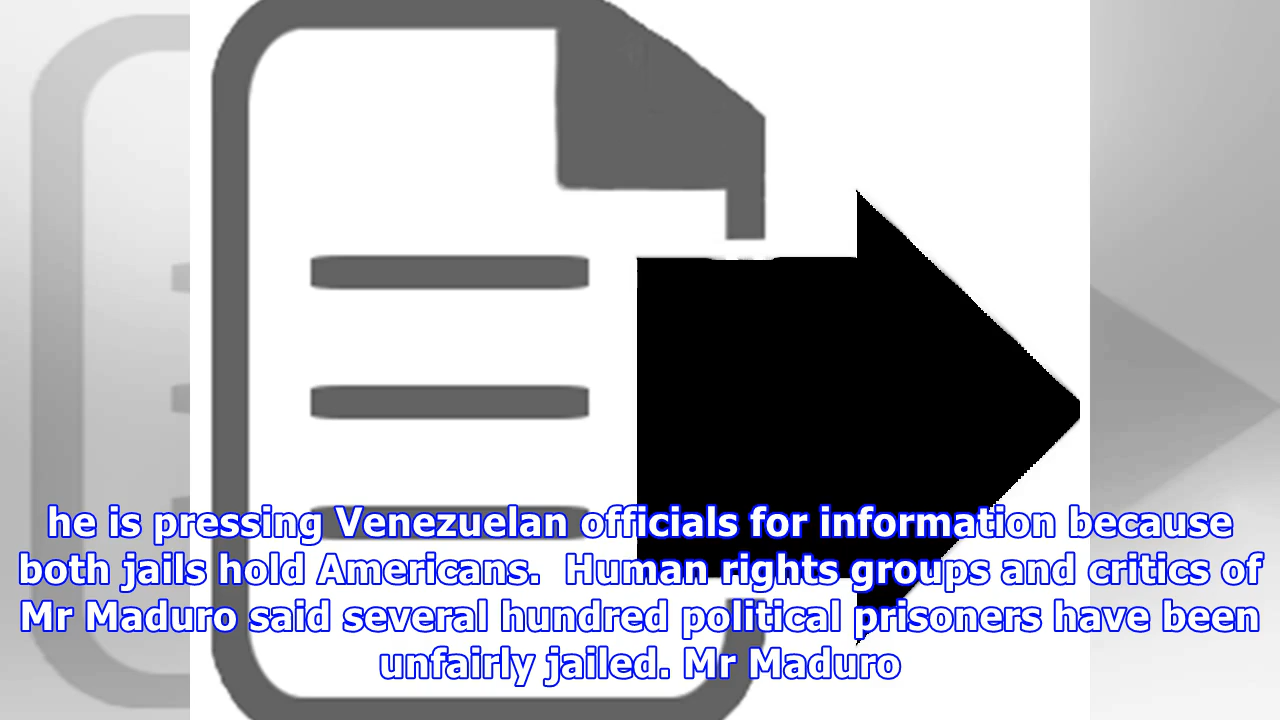 he is pressing Venezuelan officials for information because
both jails hold Americans.  Human rights groups and critics of
Mr Maduro said several hundred political prisoners have been
unfairly jailed. Mr Maduro